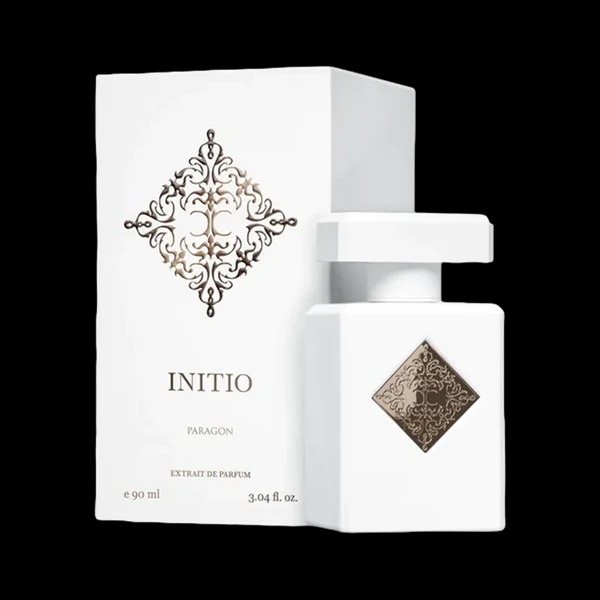 INITIO
PARAGON
EXTRAIT DE PARFUM
e 90 ml 3.04 fl. oz.